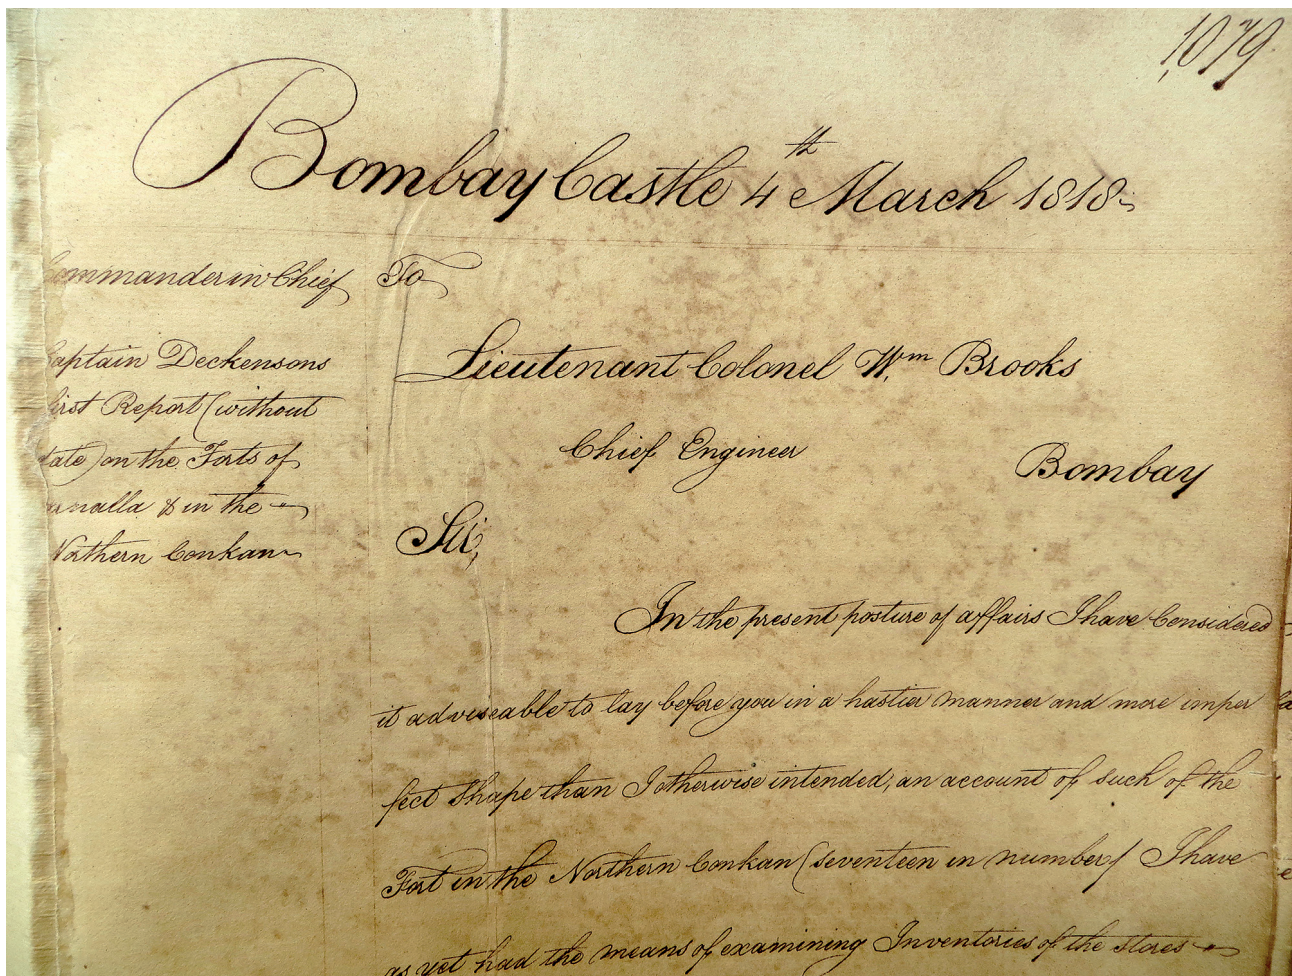 1079
Bombay Castle 4th March 1818
Commander in Chief
To
Captain Deckensons
first Report (without
date) on the Forts of
&amp; in the
Northern Conkan
Lieutenant Colonel Wm Brooks
Chief Engineer
Bombay
Sir,
In the present posture of affairs I have Considered
it adviseable to lay before you in a hastier manner and more imper
fect Shape than I otherwise intended, an account of such of the
Fort in the Northern Conkan (seventeen in number) I have
as yet had the means of examining Inventories of the Stores